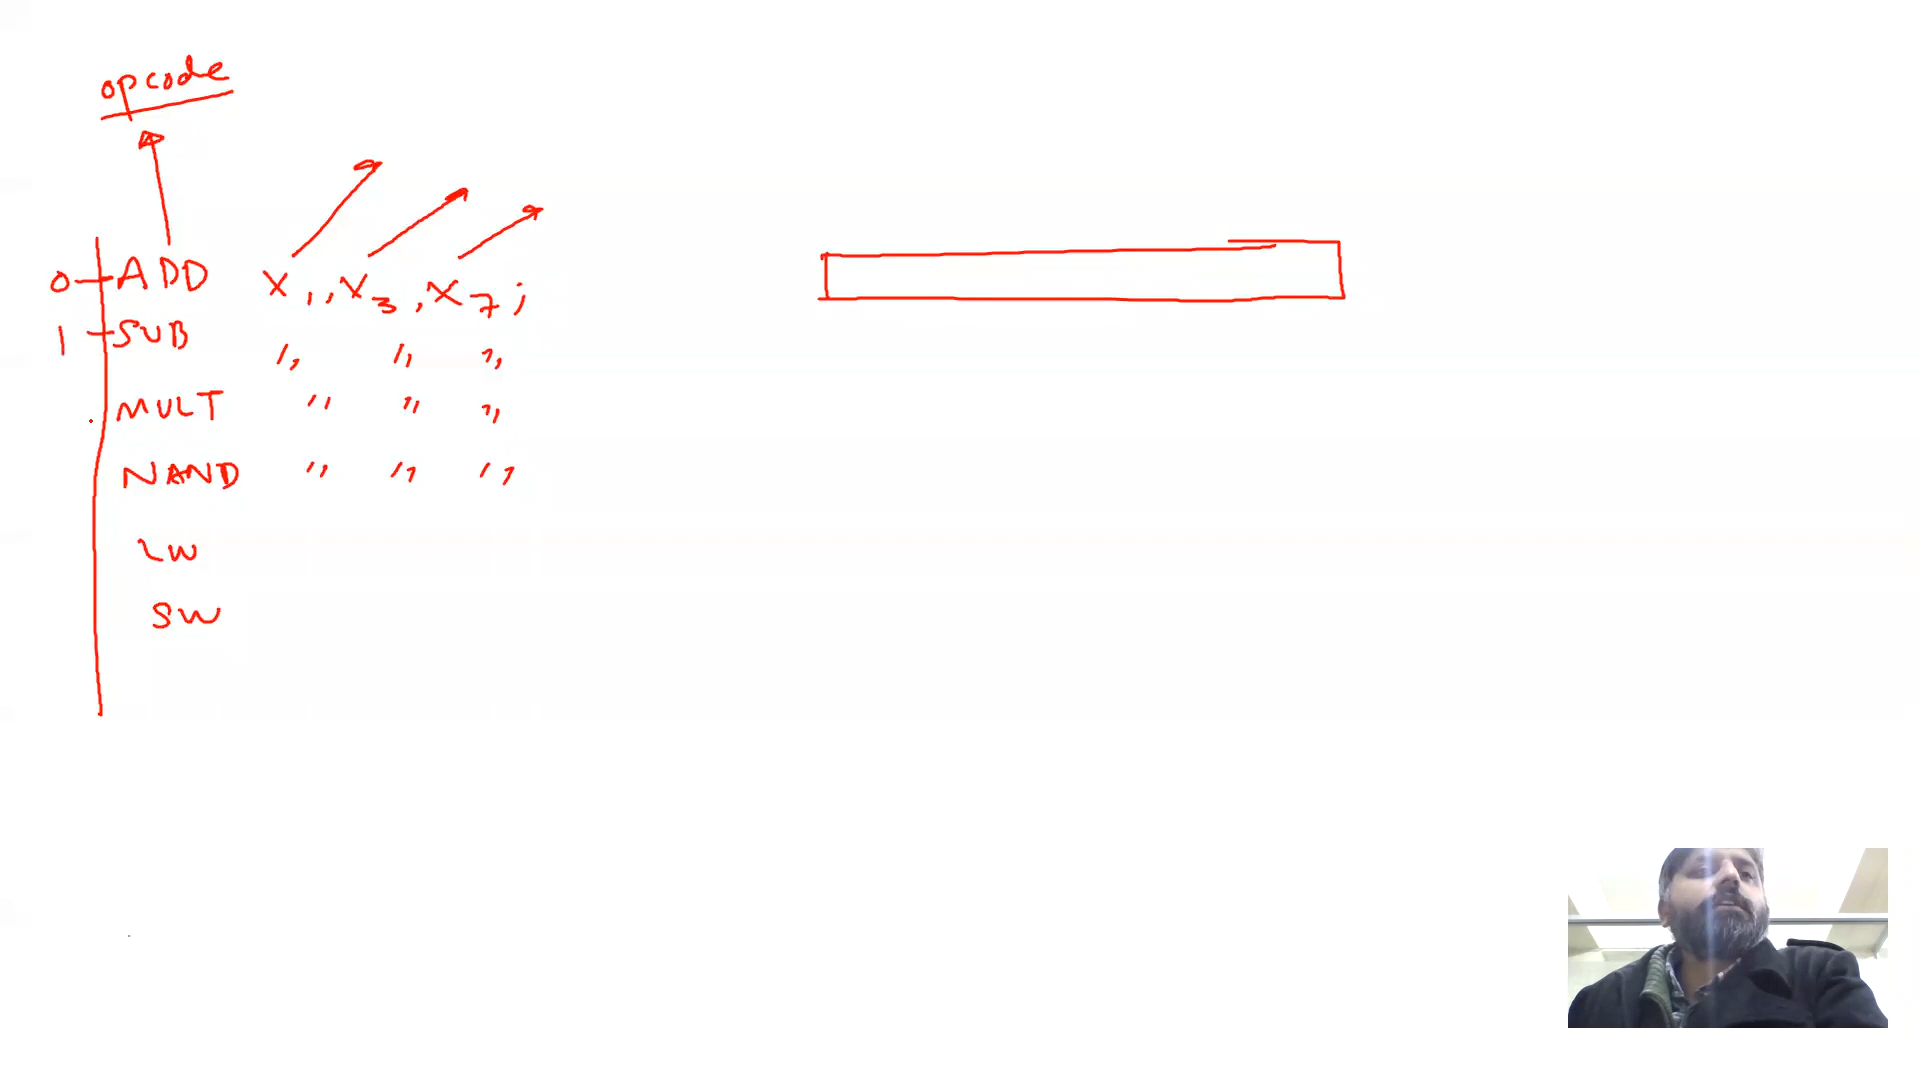 opcode
0 ADD X1, X3, X7;
1 SUB " " "
MULT " " "
NAND " " "
LW
SW